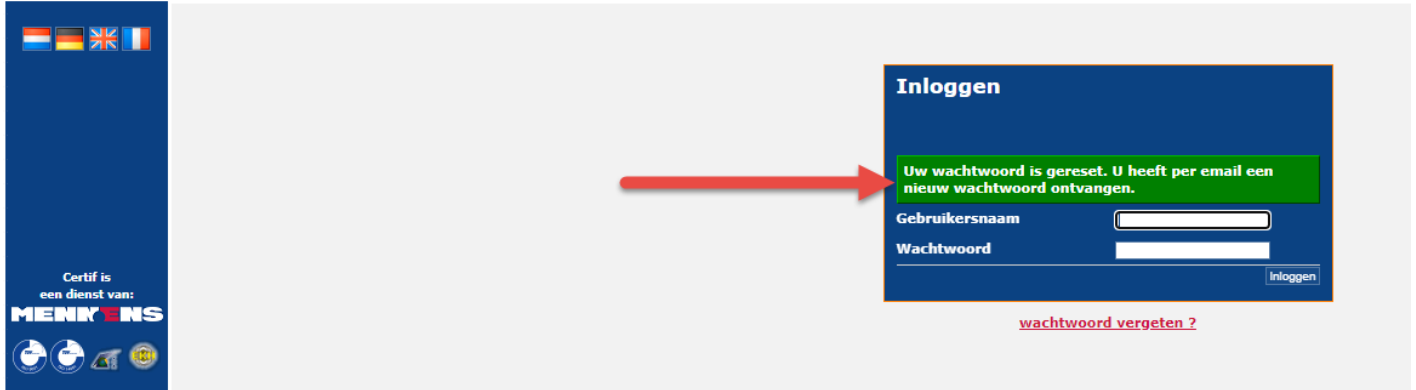 Inloggen
Uw wachtwoord is gereset. U heeft per email een
nieuw wachtwoord ontvangen.
Gebruikersnaam
Wachtwoord
Inloggen
wachtwoord vergeten ?
Certif is
een dienst van:
MENNENS